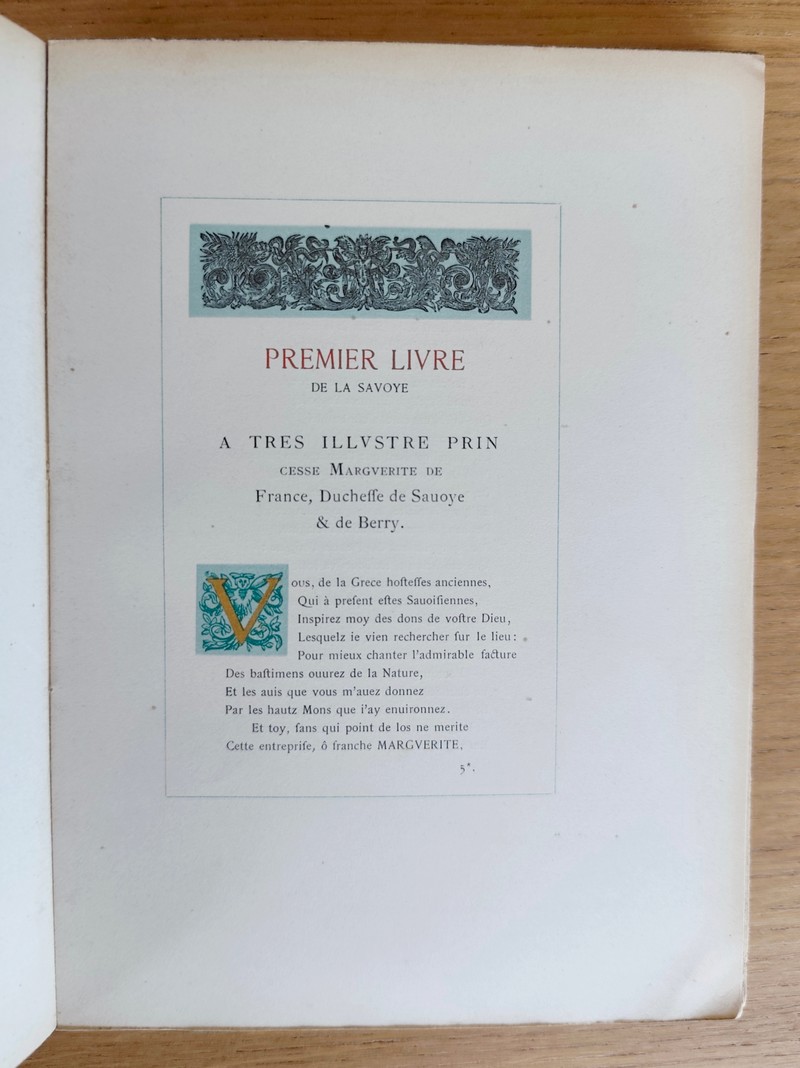 PREMIER LIVRE
DE LA SAVOYE
A TRES ILLVSTRE PRIN
CESSE MARGVERITE DE
France, Ducheſſe de Sauoye
& de Berry.
Vous, de la Grece hoſteſſes anciennes,
Qui à preſent eſtes Sauoiſiennes,
Inspirez moy des dons de voſtre Dieu,
Lesquelz ie vien rechercher ſur le lieu:
Pour mieux chanter l'admirable facture
Des baſtimens ouurez de la Nature,
Et les auis que vous m'auez donnez
Par les hautz Mons que i'ay enuironnez.
Et toy, ſans qui point de los ne merite
Cette entrepriſe, ô franche MARGVERITE,
5*.